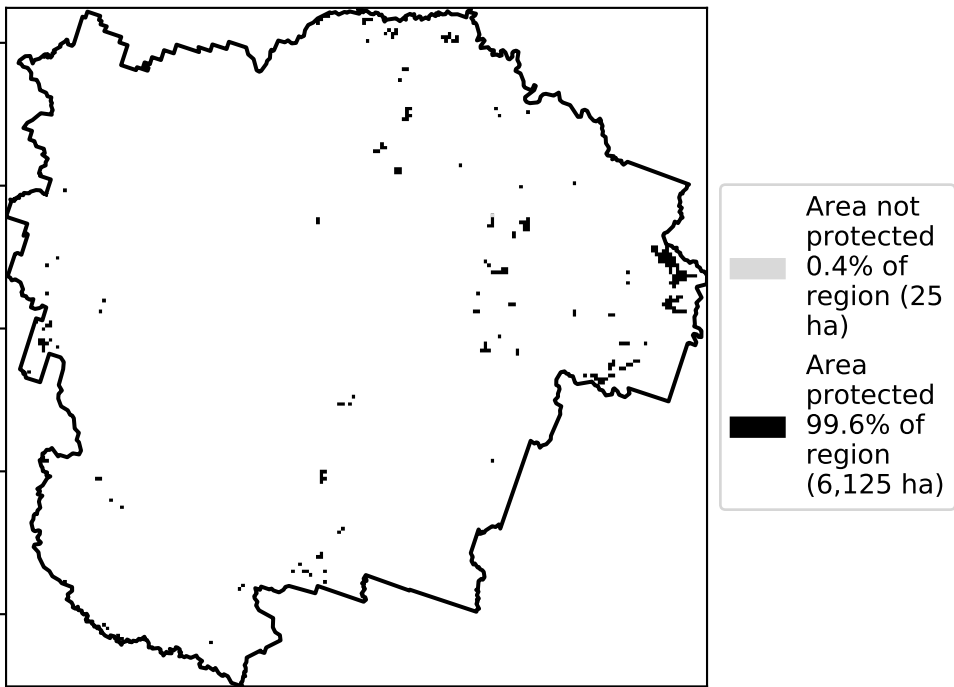 Area not
protected
0.4% of
region (25
ha)
Area
protected
99.6% of
region
(6,125 ha)